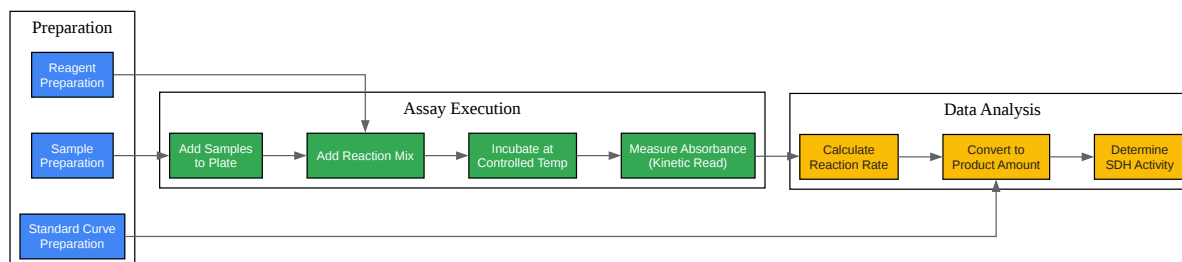 Preparation
Reagent
Preparation
Sample
Preparation
Standard Curve
Preparation
Assay Execution
Add Samples
to Plate
Add Reaction Mix
Incubate at
Controlled Temp
Measure Absorbance
(Kinetic Read)
Data Analysis
Calculate
Reaction Rate
Convert to
Product Amount
Determine
SDH Activity